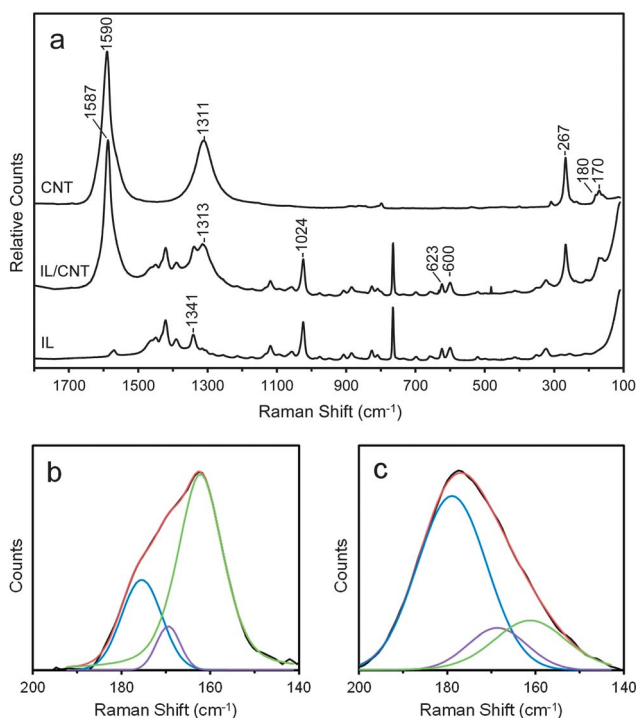 a
1590
1587
1311
267
180
170
CNT
1313
1024
623
600
IL/CNT
1341
IL
Relative Counts
1700 1500 1300 1100 900 700 500 300 100
Raman Shift (cm-1)
b
Counts
200 180 160 140
Raman Shift (cm-1)
c
Counts
200 180 160 140
Raman Shift (cm-1)